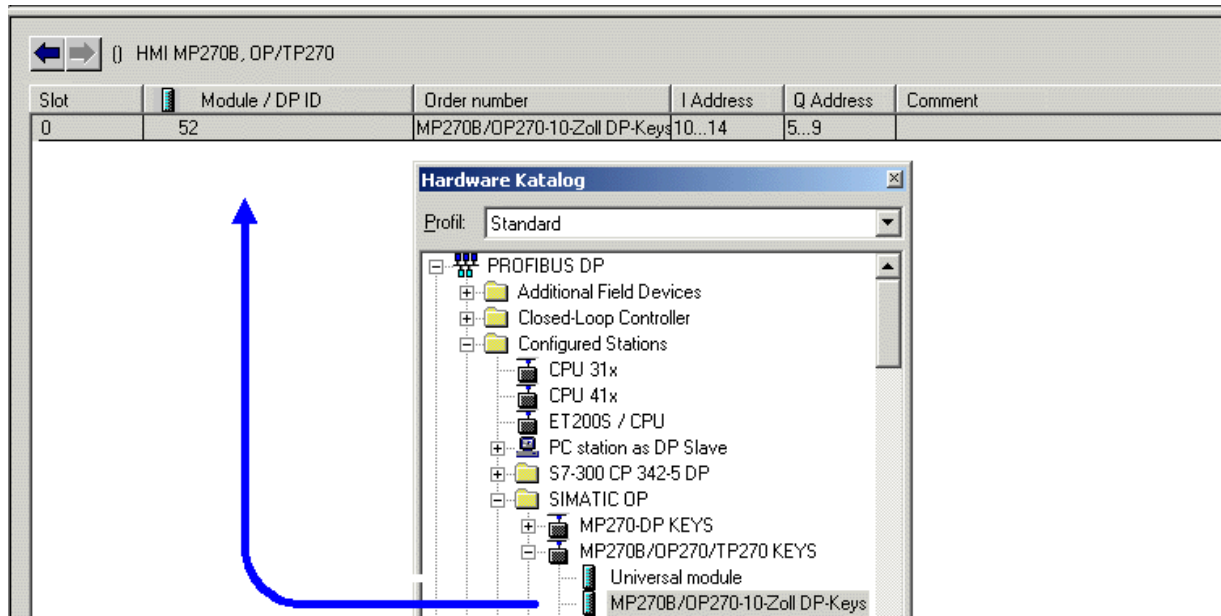 () HMI MP270B, OP/TP270
Slot Module / DP ID Order number I Address Q Address Comment
0 52 MP270B/OP270-10-Zoll DP-Keys 10...14 5...9
Hardware Katalog
Profil: Standard
PROFIBUS DP
Additional Field Devices
Closed-Loop Controller
Configured Stations
CPU 31x
CPU 41x
ET200S / CPU
PC station as DP Slave
S7-300 CP 342-5 DP
SIMATIC OP
MP270-DP KEYS
MP270B/OP270/TP270 KEYS
Universal module
MP270B/OP270-10-Zoll DP-Keys